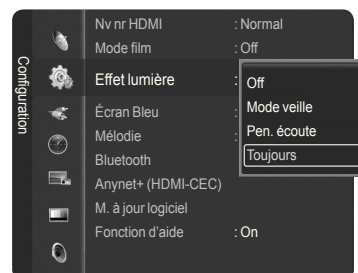 Configuration
Nv nr HDMI : Normal
Mode film : Off
Effet lumière :
Off
Mode veille
Pen. écoute
Toujours
Écran Bleu :
Mélodie :
Bluetooth
Anynet+ (HDMI-CEC)
M. à jour logiciel
Fonction d’aide : On